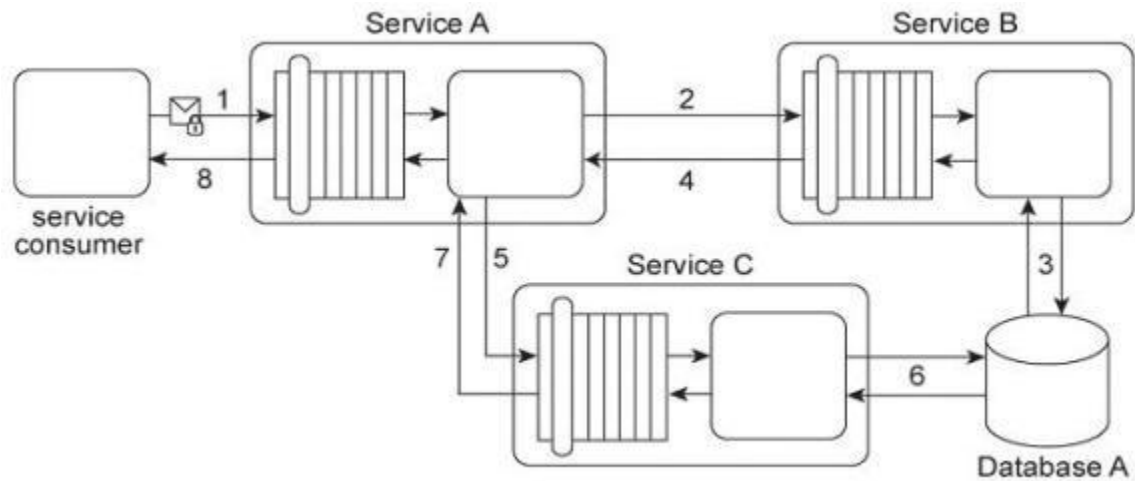 Service A
Service B
1
2
8
4
service
consumer
7
5
Service C
3
6
Database A